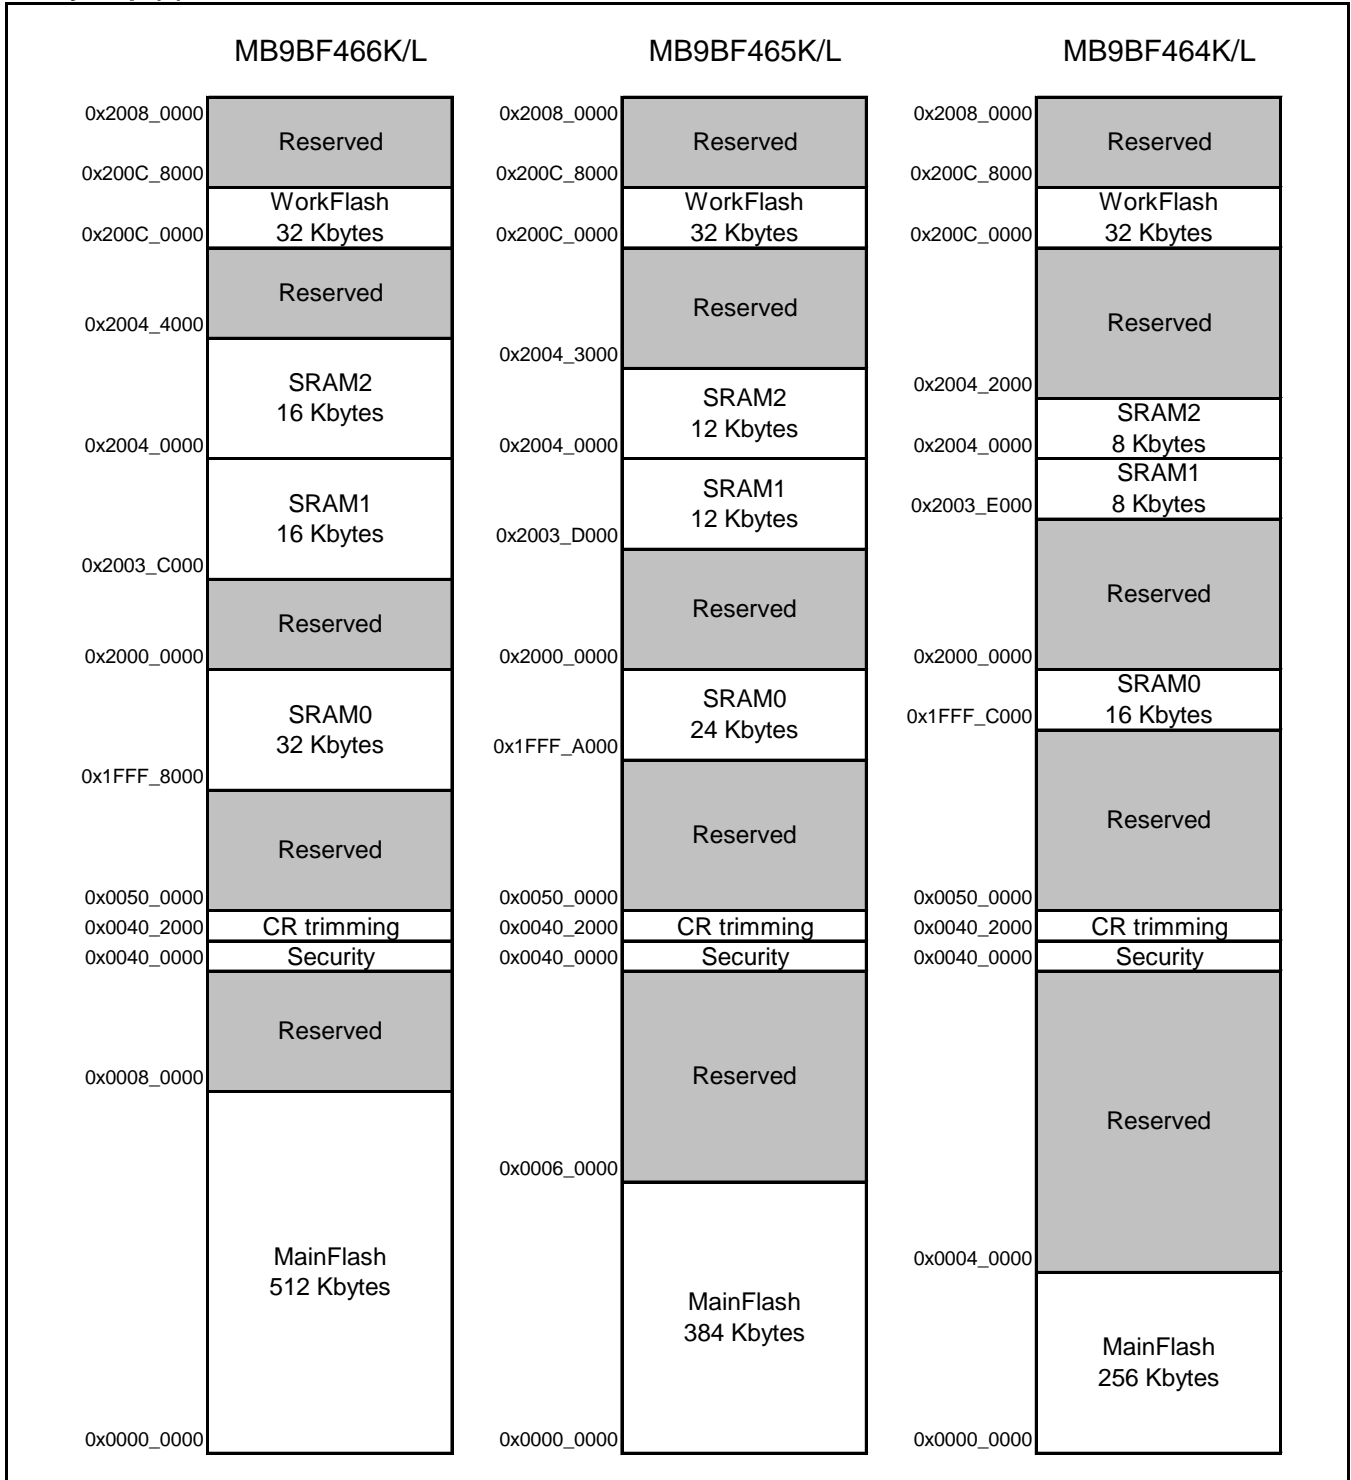 MB9BF466K/L
0x2008_0000
Reserved
0x200C_8000
WorkFlash
32 Kbytes
0x200C_0000
Reserved
0x2004_4000
SRAM2
16 Kbytes
0x2004_0000
SRAM1
16 Kbytes
0x2003_C000
Reserved
0x2000_0000
SRAM0
32 Kbytes
0x1FFF_8000
Reserved
0x0050_0000
CR trimming
0x0040_2000
Security
0x0040_0000
Reserved
0x0008_0000
MainFlash
512 Kbytes
0x0000_0000
MB9BF465K/L
0x2008_0000
Reserved
0x200C_8000
WorkFlash
32 Kbytes
0x200C_0000
Reserved
0x2004_3000
SRAM2
12 Kbytes
0x2004_0000
SRAM1
12 Kbytes
0x2003_D000
Reserved
0x2000_0000
SRAM0
24 Kbytes
0x1FFF_A000
Reserved
0x0050_0000
CR trimming
0x0040_2000
Security
0x0040_0000
Reserved
0x0006_0000
MainFlash
384 Kbytes
0x0000_0000
MB9BF464K/L
0x2008_0000
Reserved
0x200C_8000
WorkFlash
32 Kbytes
0x200C_0000
Reserved
0x2004_2000
SRAM2
8 Kbytes
0x2004_0000
SRAM1
8 Kbytes
0x2003_E000
Reserved
0x2000_0000
SRAM0
16 Kbytes
0x1FFF_C000
Reserved
0x0050_0000
CR trimming
0x0040_2000
Security
0x0040_0000
Reserved
0x0004_0000
MainFlash
256 Kbytes
0x0000_0000